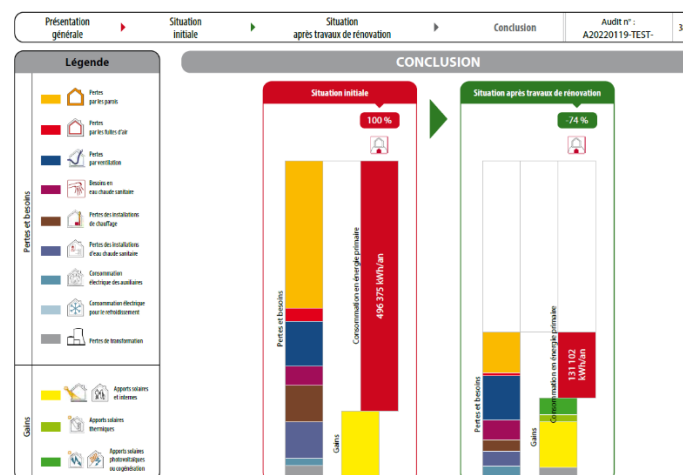 Présentation
générale
Situation
initiale
Situation
après travaux de rénovation
Conclusion
Audit n° :
A20220119-TEST-
Légende
CONCLUSION
Pertes et besoins
Pertes
par les parois
Pertes
par les fuites d'air
Pertes
par ventilation
Besoins en
eau chaude sanitaire
Pertes des installations
de chauffage
Pertes des installations
d'eau chaude sanitaire
Consommation
électrique des auxiliaires
Consommation électrique
pour le refroidissement
Pertes de transformation
Gains
Apports solaires
et internes
Apports solaires
thermiques
Apports solaires
photovoltaïques
ou cogénération
Situation initiale
100 %
Pertes et besoins
Consommation en énergie primaire
496 375 kWh/an
Gains
Situation après travaux de rénovation
-74 %
Pertes et besoins
Consommation en énergie primaire
131 102
kWh/an
Gains